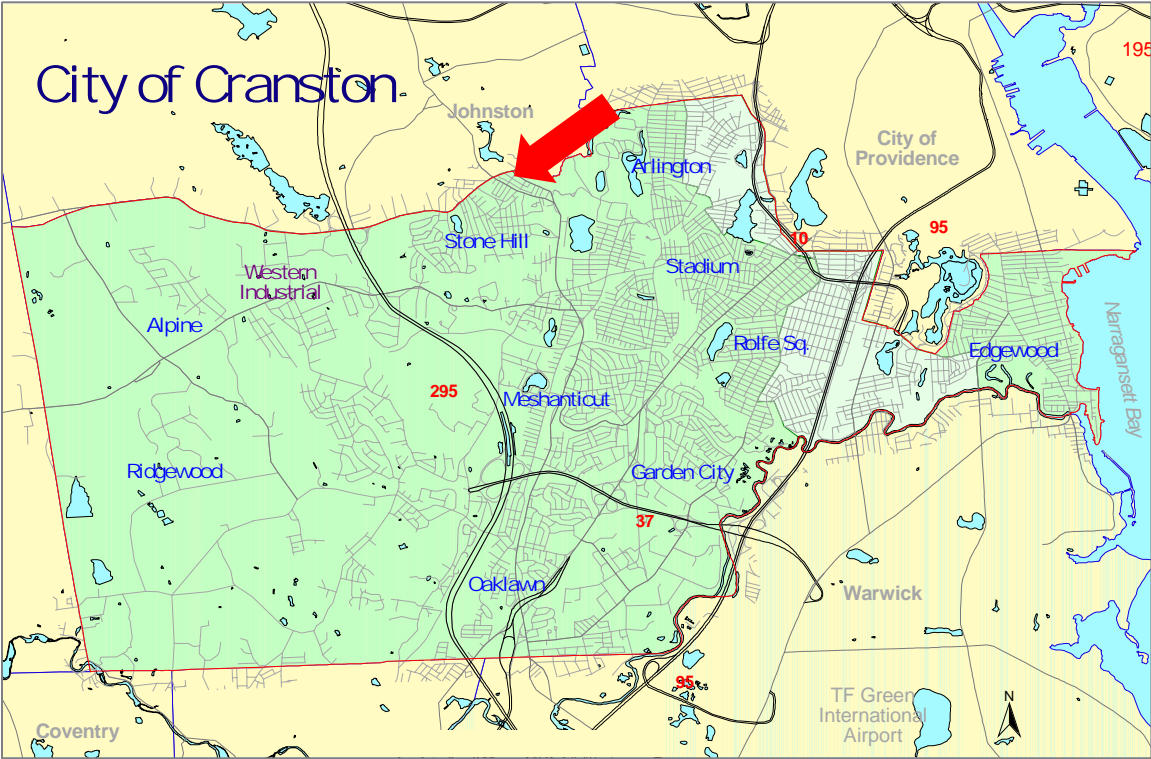 City of Cranston
195
Johnston
City of
Providence
Arlington
10
95
Stone Hill
Stadium
Western
Industrial
Alpine
Narragansett Bay
1
Rolfe Sq.
Edgewood
295
Meshanticut
Ridgewood
Garden City
37
Oaklawn
Warwick
95
TF Green
International
Airport
N
Coventry